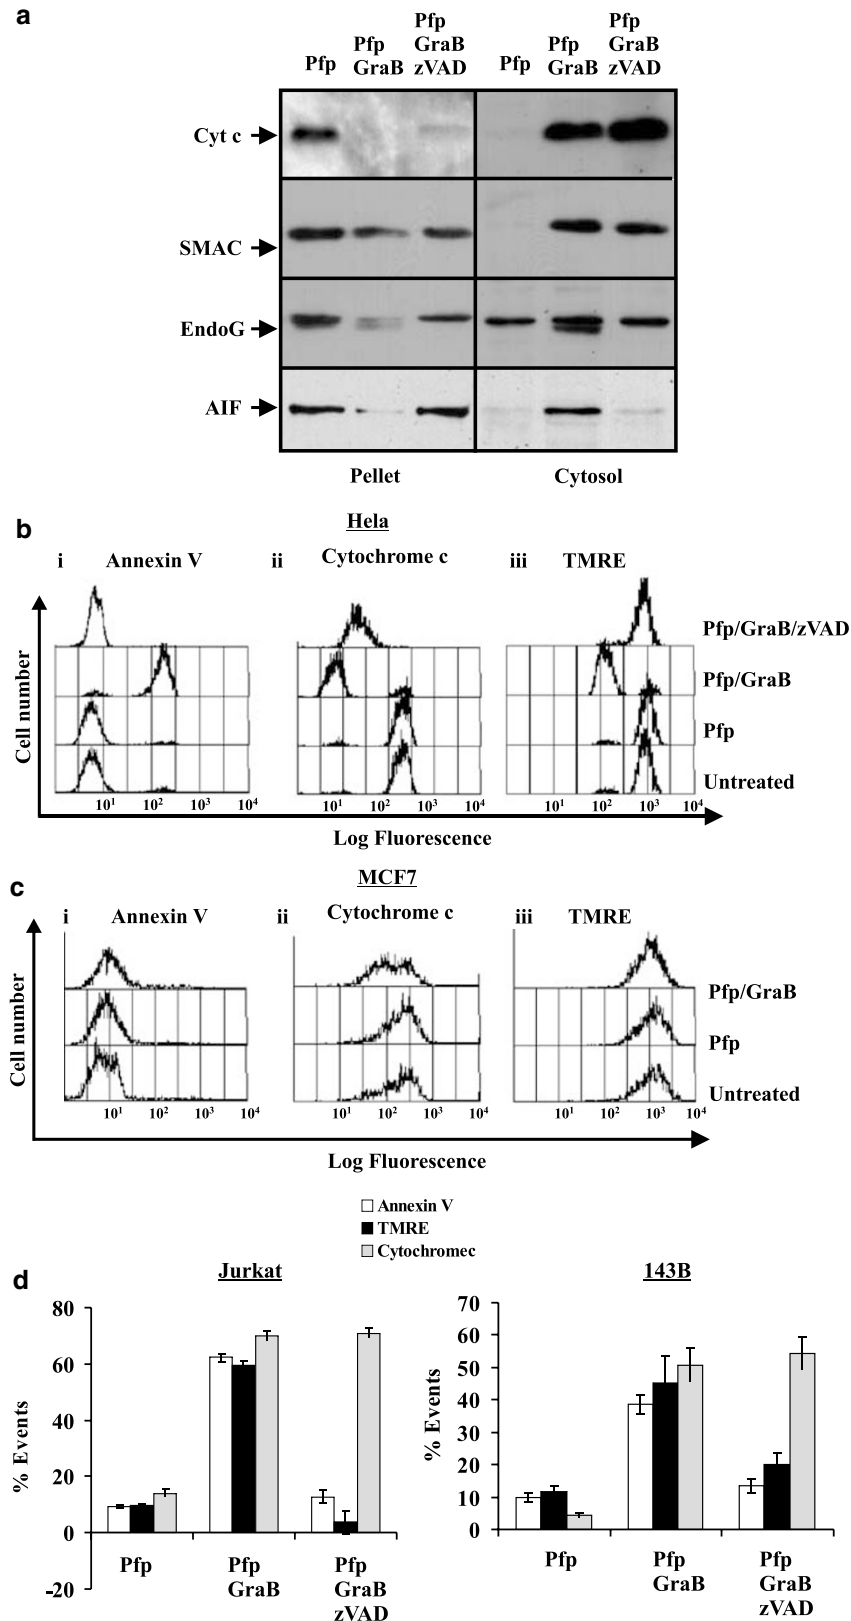 a
Pfp
Pfp
GraB
Pfp
GraB
zVAD
Pfp
Pfp
GraB
Pfp
GraB
zVAD
Cyt c
SMAC
EndoG
AIF
Pellet
Cytosol
b
Hela
i Annexin V
ii Cytochrome c
iii TMRE
Cell number
Pfp/GraB/zVAD
Pfp/GraB
Pfp
Untreated
10¹ 10² 10³ 10⁴
10¹ 10² 10³ 10⁴
10¹ 10² 10³ 10⁴
Log Fluorescence
c
MCF7
i Annexin V
ii Cytochrome c
iii TMRE
Cell number
Pfp/GraB
Pfp
Untreated
10¹ 10² 10³ 10⁴
10¹ 10² 10³ 10⁴
10¹ 10² 10³ 10⁴
Log Fluorescence
Annexin V
TMRE
Cytochromec
d
Jurkat
% Events
80
60
40
20
0
-20
Pfp
Pfp
GraB
Pfp
GraB
zVAD
143B
% Events
70
60
50
40
30
20
10
0
Pfp
Pfp
GraB
Pfp
GraB
zVAD